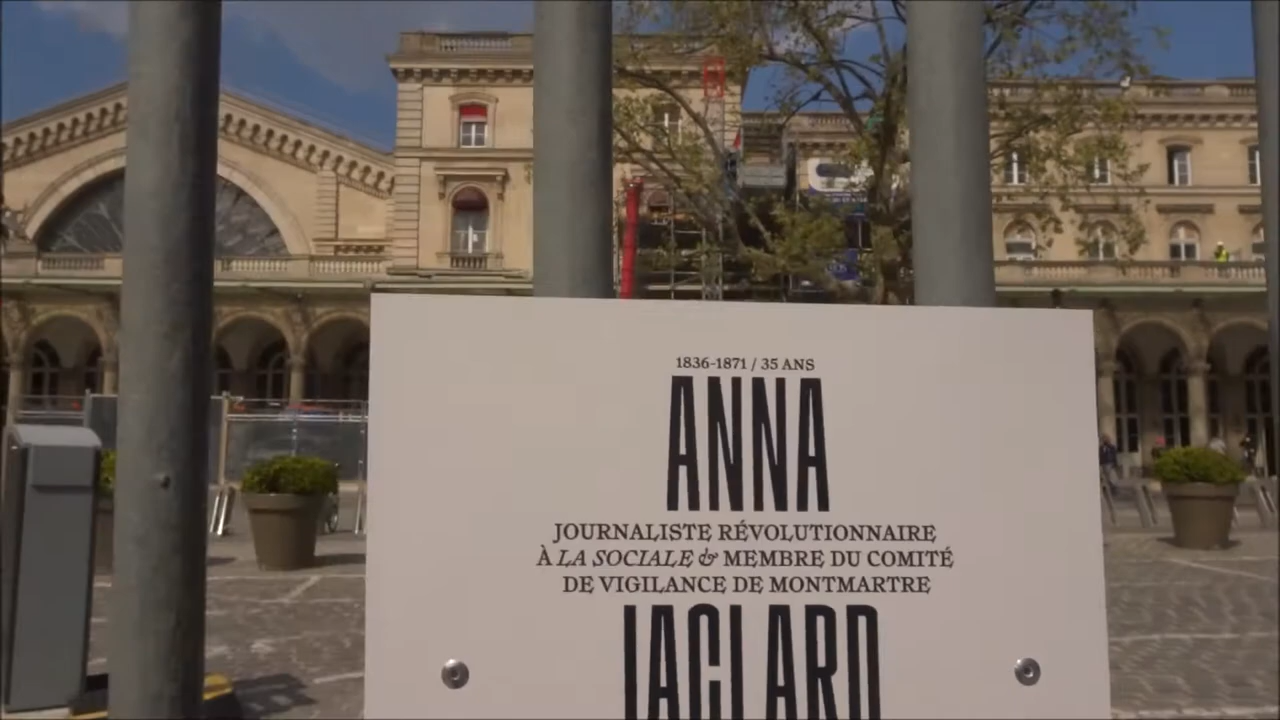 1836-1871 / 35 ANS
ANNA
JOURNALISTE RÉVOLUTIONNAIRE
À LA SOCIALE & MEMBRE DU COMITÉ
DE VIGILANCE DE MONTMARTRE
JACLARD